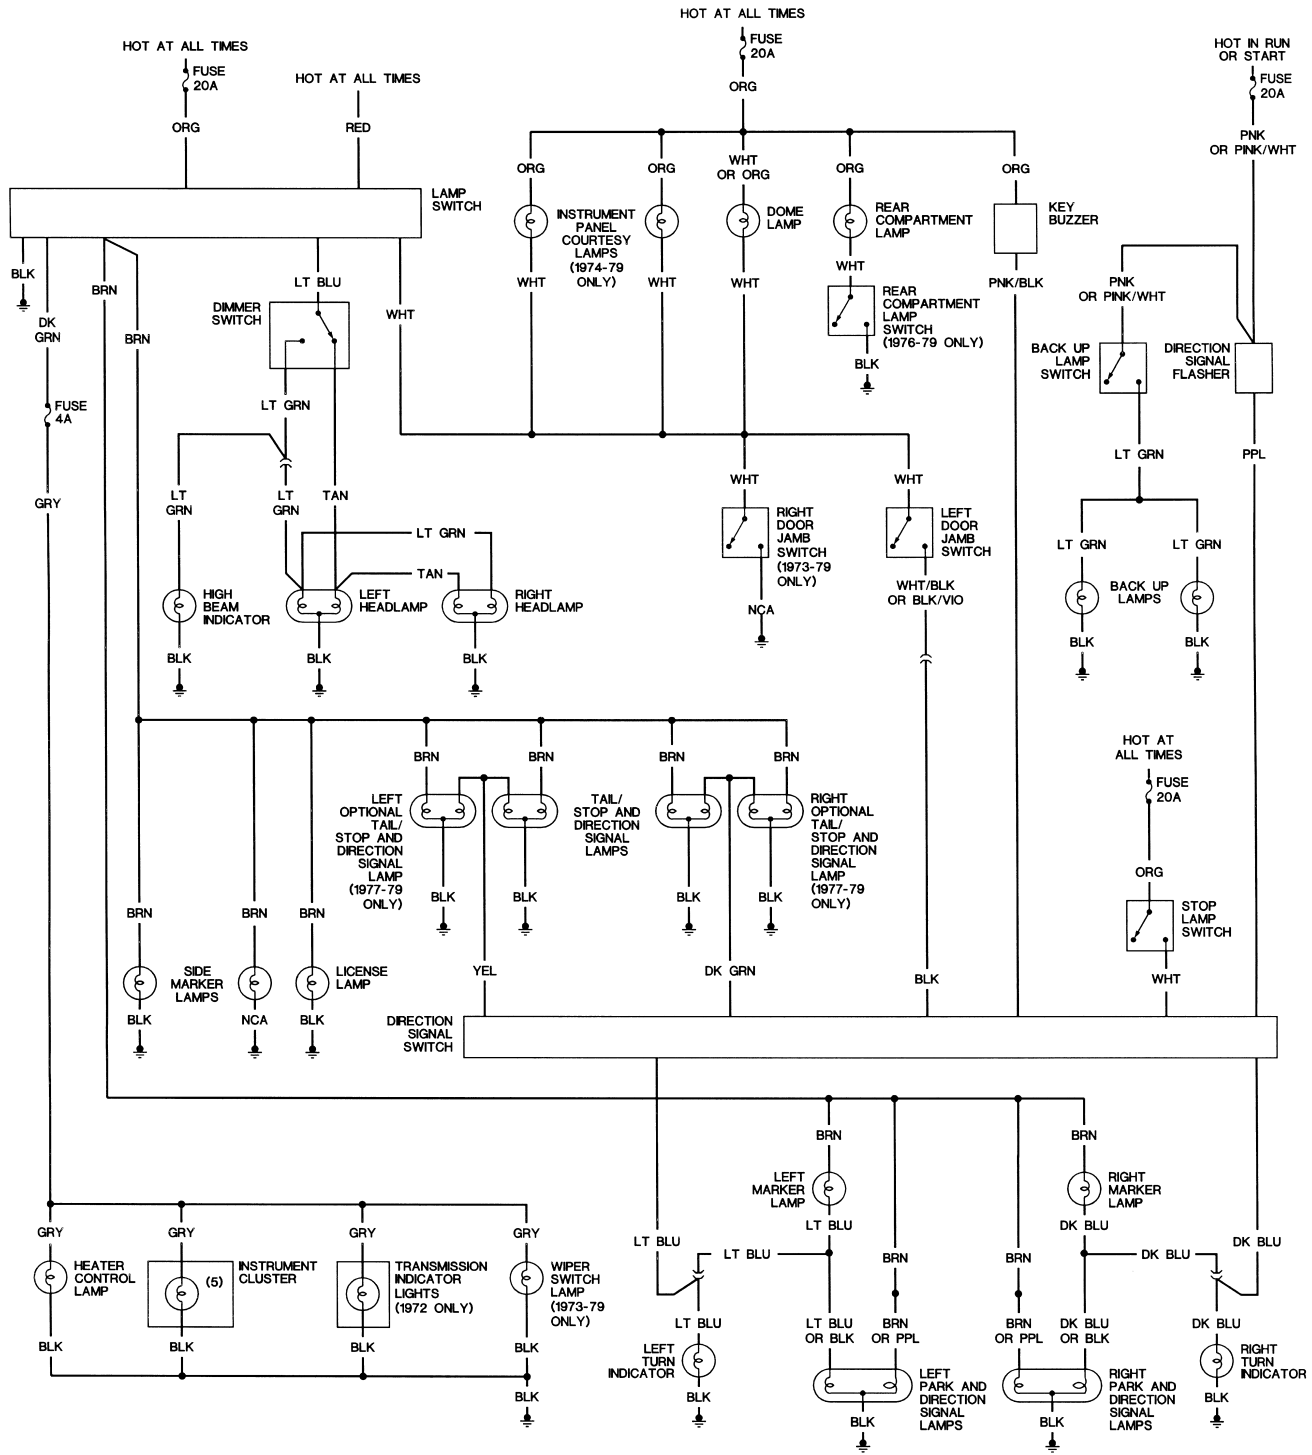 HOT AT ALL TIMES
FUSE
20A
ORG
HOT AT ALL TIMES
RED
LAMP
SWITCH
HOT AT ALL TIMES
FUSE
20A
ORG
HOT IN RUN
OR START
FUSE
20A
PNK
OR PINK/WHT
ORG
ORG
WHT
OR ORG
ORG
ORG
INSTRUMENT
PANEL
COURTESY
LAMPS
(1974-79
ONLY)
DOME
LAMP
REAR
COMPARTMENT
LAMP
KEY
BUZZER
WHT
WHT
WHT
WHT
PNK/BLK
REAR
COMPARTMENT
LAMP
SWITCH
(1976-79 ONLY)
BLK
PNK
OR PINK/WHT
BACK UP
LAMP
SWITCH
DIRECTION
SIGNAL
FLASHER
BLK
DK
GRN
BRN
BRN
LT BLU
DIMMER
SWITCH
WHT
FUSE
4A
GRY
LT GRN
LT
GRN
LT
GRN
TAN
LT GRN
TAN
HIGH
BEAM
INDICATOR
LEFT
HEADLAMP
RIGHT
HEADLAMP
BLK
BLK
BLK
WHT
WHT
RIGHT
DOOR
JAMB
SWITCH
(1973-79
ONLY)
LEFT
DOOR
JAMB
SWITCH
NCA
WHT/BLK
OR BLK/VIO
LT GRN
PPL
LT GRN
LT GRN
BACK UP
LAMPS
BLK
BLK
HOT AT
ALL TIMES
FUSE
20A
ORG
STOP
LAMP
SWITCH
WHT
BRN
BRN
BRN
BRN
LEFT
OPTIONAL
TAIL/
STOP AND
DIRECTION
SIGNAL
LAMP
(1977-79
ONLY)
TAIL/
STOP AND
DIRECTION
SIGNAL
LAMPS
RIGHT
OPTIONAL
TAIL/
STOP AND
DIRECTION
SIGNAL
LAMP
(1977-79
ONLY)
BLK
BLK
BLK
BLK
BRN
BRN
BRN
SIDE
MARKER
LAMPS
LICENSE
LAMP
YEL
DK GRN
BLK
BLK
NCA
BLK
DIRECTION
SIGNAL
SWITCH
BRN
BRN
LEFT
MARKER
LAMP
RIGHT
MARKER
LAMP
LT BLU
DK BLU
LT BLU
LT BLU
BRN
BRN
DK BLU
DK BLU
GRY
GRY
GRY
GRY
HEATER
CONTROL
LAMP
(5)
INSTRUMENT
CLUSTER
TRANSMISSION
INDICATOR
LIGHTS
(1972 ONLY)
WIPER
SWITCH
LAMP
(1973-79
ONLY)
BLK
BLK
BLK
BLK
BLK
LT BLU
LT BLU
OR BLK
BRN
OR PPL
BRN
OR PPL
DK BLU
OR BLK
DK BLU
LEFT
TURN
INDICATOR
LEFT
PARK AND
DIRECTION
SIGNAL
LAMPS
RIGHT
PARK AND
DIRECTION
SIGNAL
LAMPS
RIGHT
TURN
INDICATOR
BLK
BLK
BLK
BLK